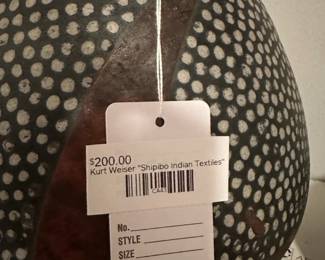 $200.00
Kurt Weiser "Shipibo Indian Textiles"
No.
STYLE
SIZE